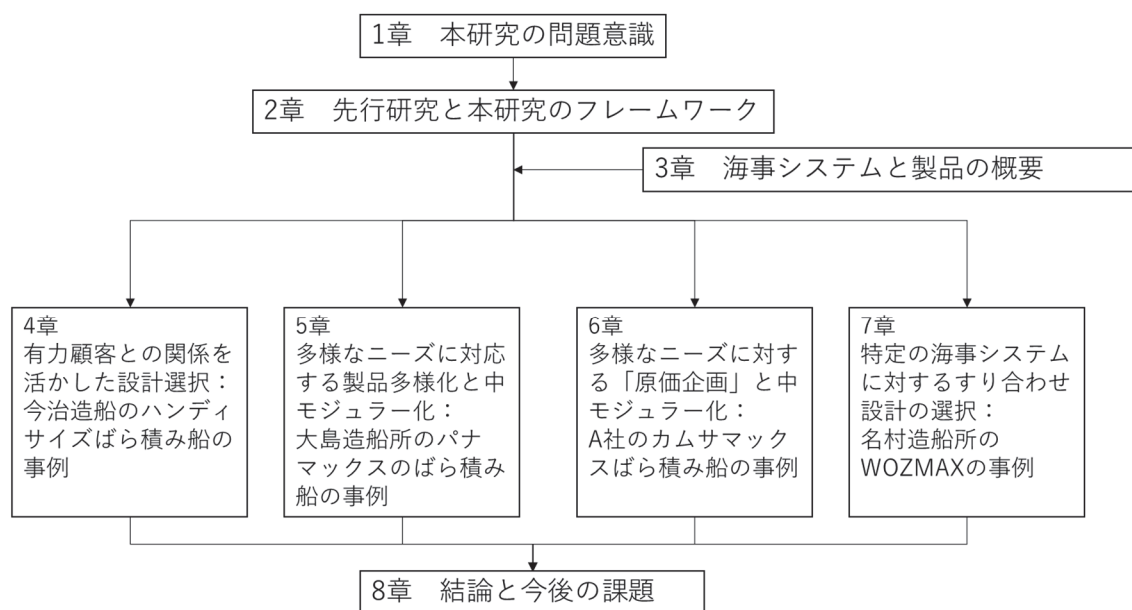 1章　本研究の問題意識
2章　先行研究と本研究のフレームワーク
3章　海事システムと製品の概要
4章
有力顧客との関係を
活かした設計選択：
今治造船のハンディ
サイズばら積み船の
事例
5章
多様なニーズに対応
する製品多様化と中
モジュラー化：
大島造船所のパナ
マックスのばら積み
船の事例
6章
多様なニーズに対す
る「原価企画」と中
モジュラー化：
A社のカムサマック
スばら積み船の事例
7章
特定の海事システム
に対するすり合わせ
設計の選択：
名村造船所の
WOZMAXの事例
8章　結論と今後の課題